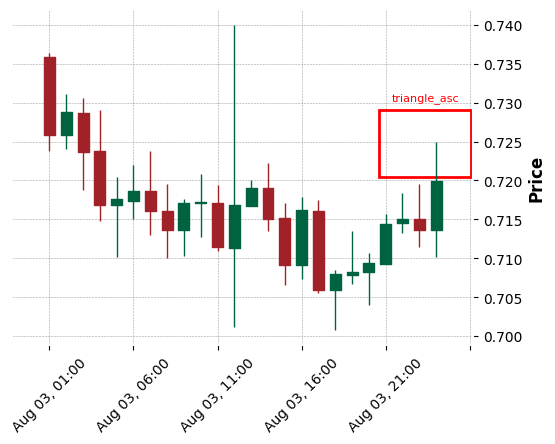 0.740
0.735
triangle_asc
0.730
0.725
0.720
0.715
0.710
0.705
0.700
Price
Aug 03, 01:00
Aug 03, 06:00
Aug 03, 11:00
Aug 03, 16:00
Aug 03, 21:00